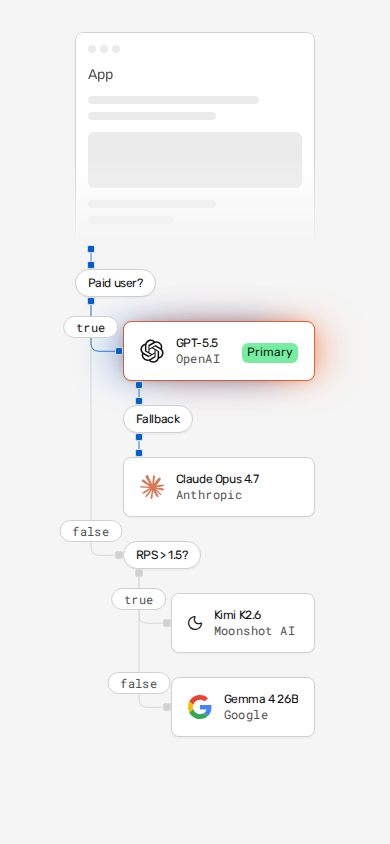 App
Paid user?
true
GPT-5.5
OpenAI
Primary
Fallback
Claude Opus 4.7
Anthropic
false
RPS > 1.5?
true
Kimi K2.6
Moonshot AI
false
Gemma 4 26B
Google